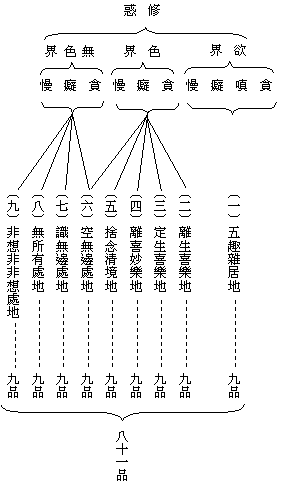 修惑
欲界
色界
無色界
貪嗔癡慢
貪癡慢
貪癡慢
(一)五趣雜居地 九品
(二)離生喜樂地 九品
(三)定生喜樂地 九品
(四)離喜妙樂地 九品
(五)捨念清境地 九品
(六)空無邊處地 九品
(七)識無邊處地 九品
(八)無所有處地 九品
(九)非想非非想處地 九品
八十一品